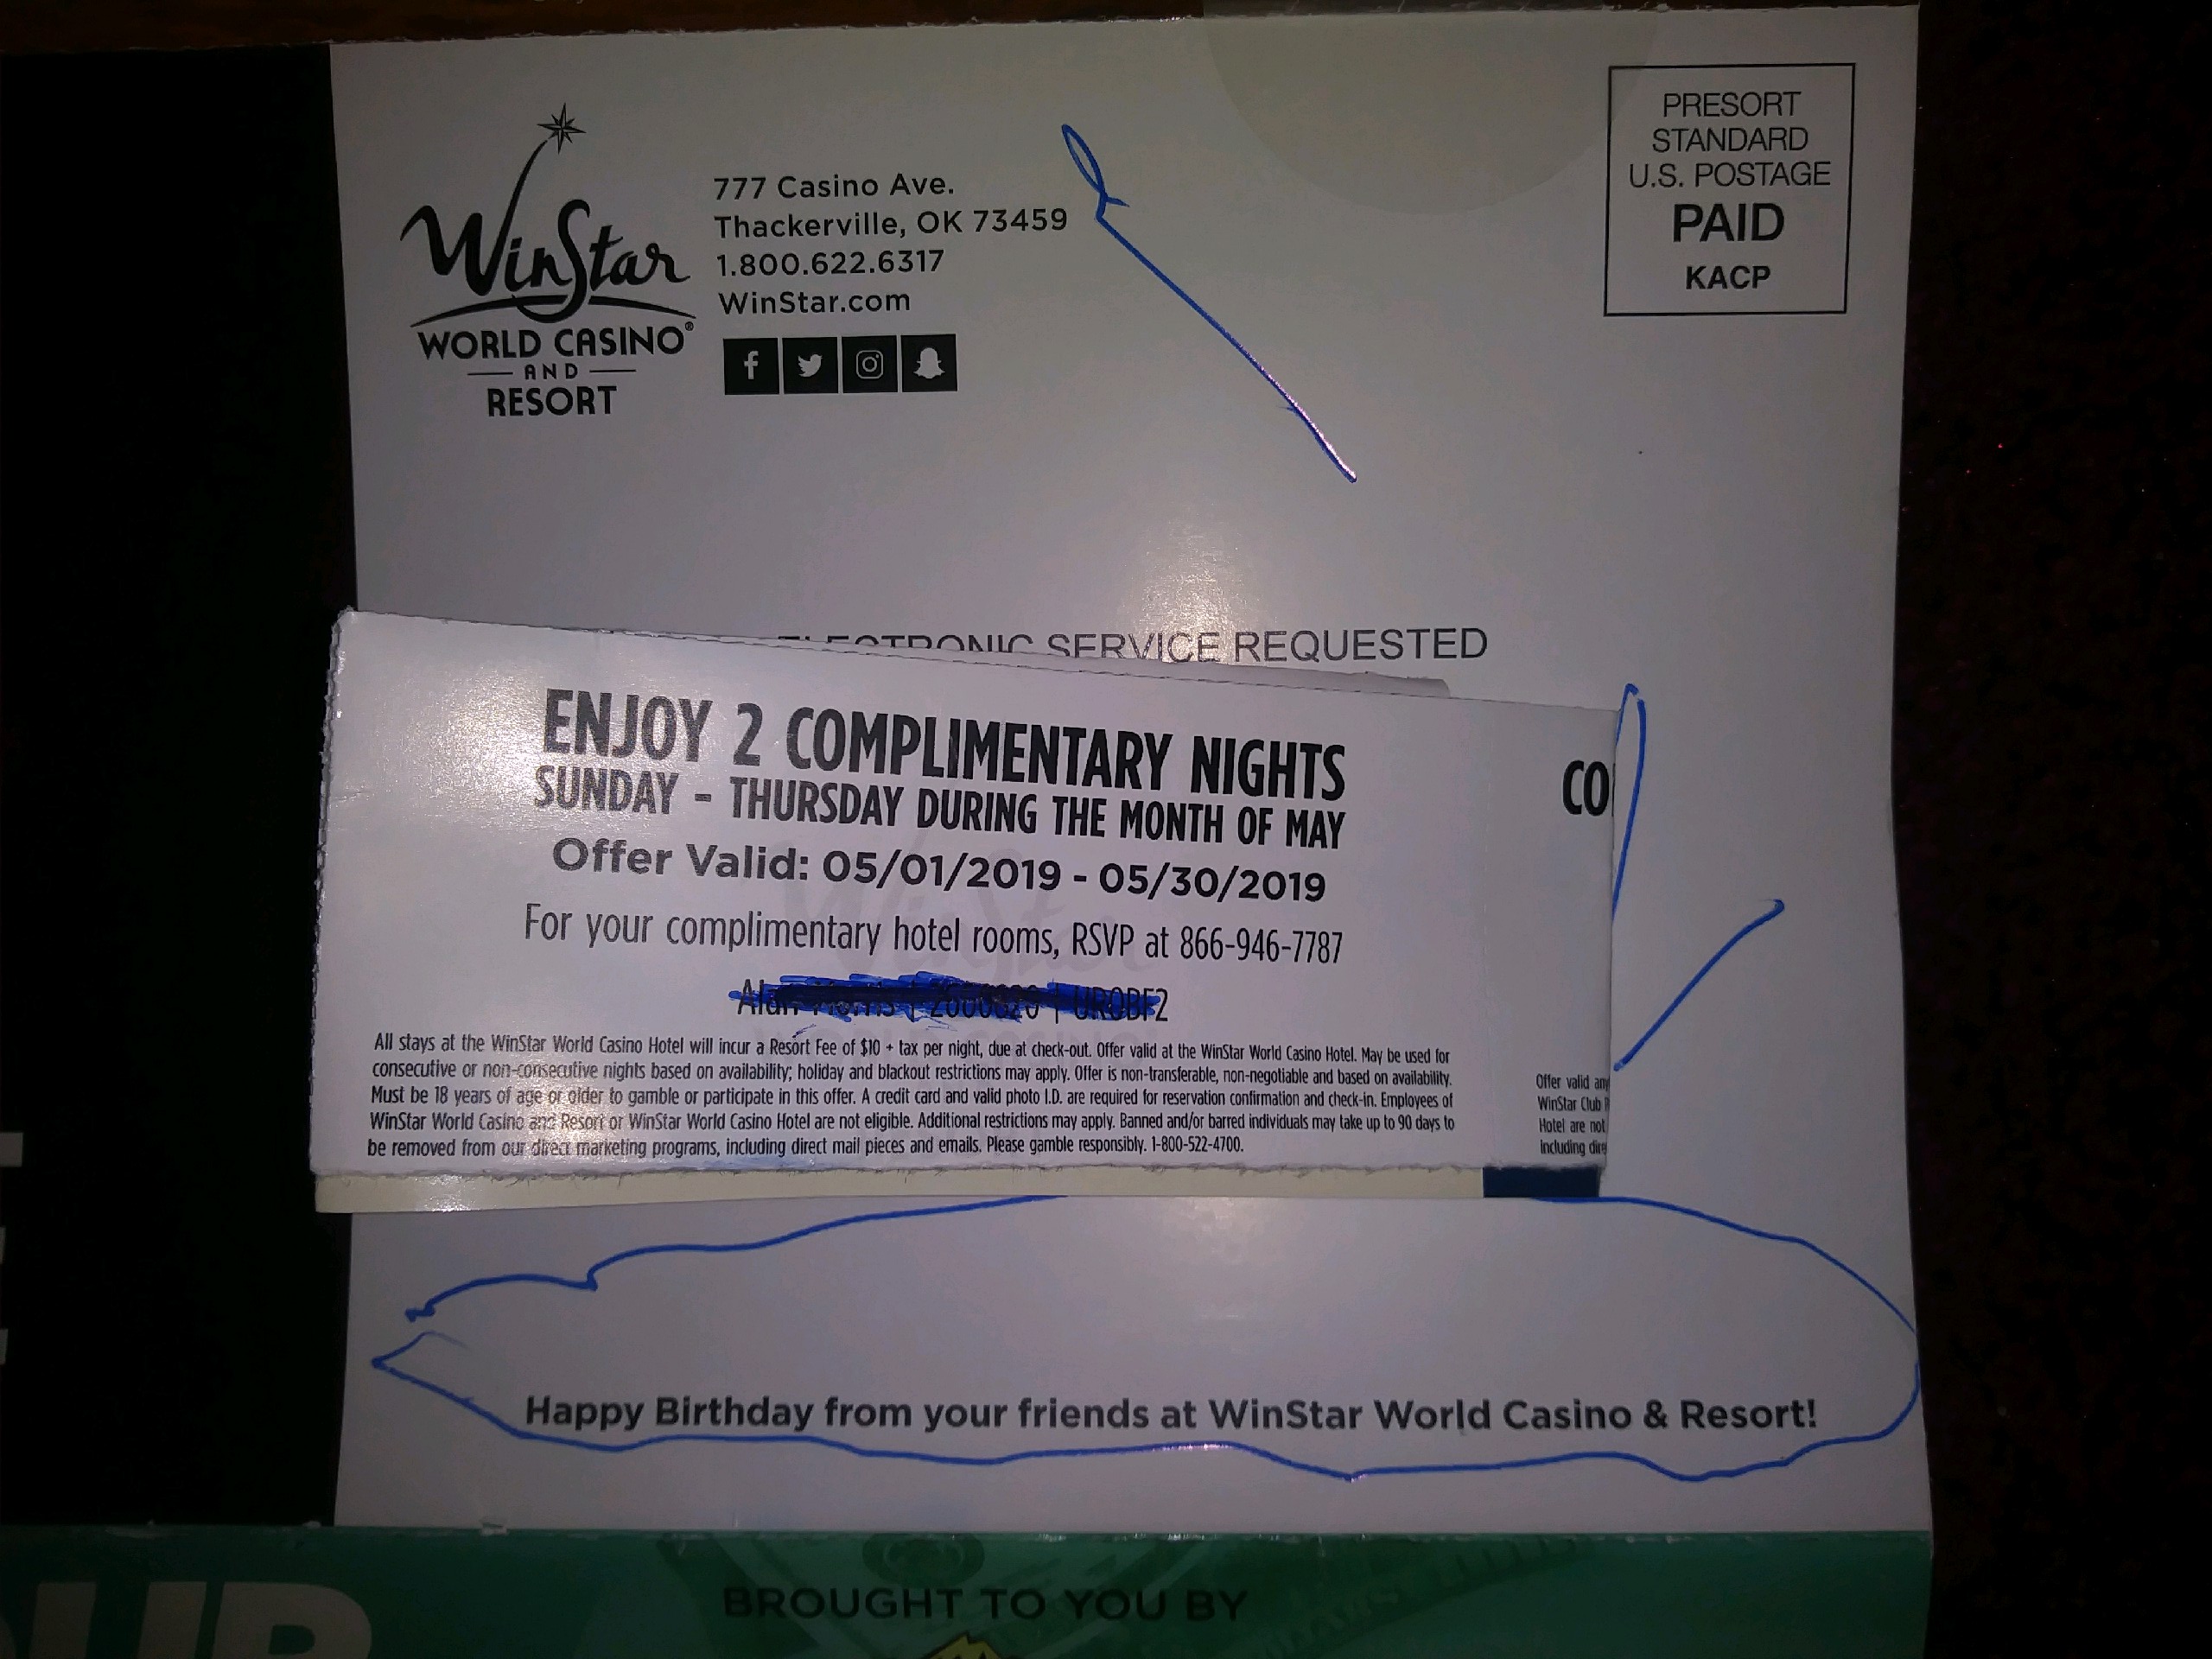 WinStar
WORLD CASINO®
AND
RESORT
777 Casino Ave.
Thackerville, OK 73459
1.800.622.6317
WinStar.com
PRESORT
STANDARD
U.S. POSTAGE
PAID
KACP
ELECTRONIC SERVICE REQUESTED
ENJOY 2 COMPLIMENTARY NIGHTS
SUNDAY - THURSDAY DURING THE MONTH OF MAY
Offer Valid: 05/01/2019 - 05/30/2019
For your complimentary hotel rooms, RSVP at 866-946-7787
All stays at the WinStar World Casino Hotel will incur a Resort Fee of $10 + tax per night, due at check-out. Offer valid at the WinStar World Casino Hotel. May be used for
consecutive or non-consecutive nights based on availability; holiday and blackout restrictions may apply. Offer is non-transferable, non-negotiable and based on availability.
Must be 18 years of age or older to gamble or participate in this offer. A credit card and valid photo I.D. are required for reservation confirmation and check-in. Employees of
WinStar World Casino and Resort or WinStar World Casino Hotel are not eligible. Additional restrictions may apply. Banned and/or barred individuals may take up to 90 days to
be removed from our direct marketing programs, including direct mail pieces and emails. Please gamble responsibly. 1-800-522-4700.
CO
Offer valid any
WinStar Club
Hotel are not
including dire
Happy Birthday from your friends at WinStar World Casino & Resort!
BROUGHT TO YOU BY